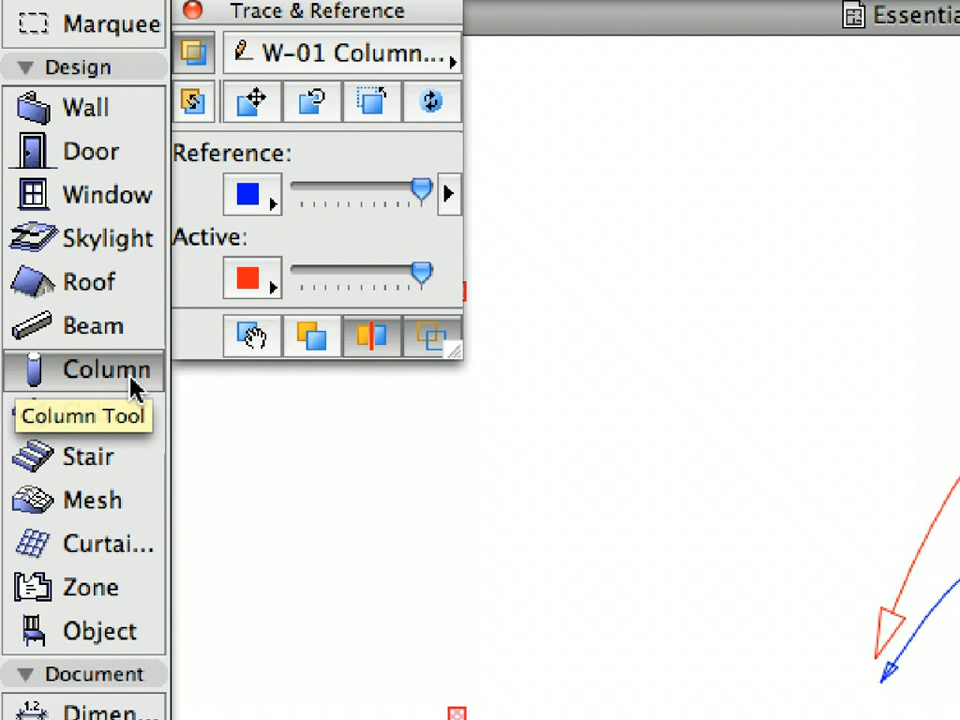 Marquee
Design
Wall
Door
Window
Skylight
Roof
Beam
Column
Column Tool
Stair
Mesh
Curtai...
Zone
Object
Document
1.2
Dimen...
Trace & Reference
W-01 Column...
Reference:
Active: